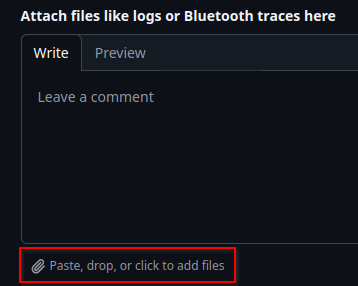 Attach files like logs or Bluetooth traces here
Write Preview
Leave a comment
Paste, drop, or click to add files